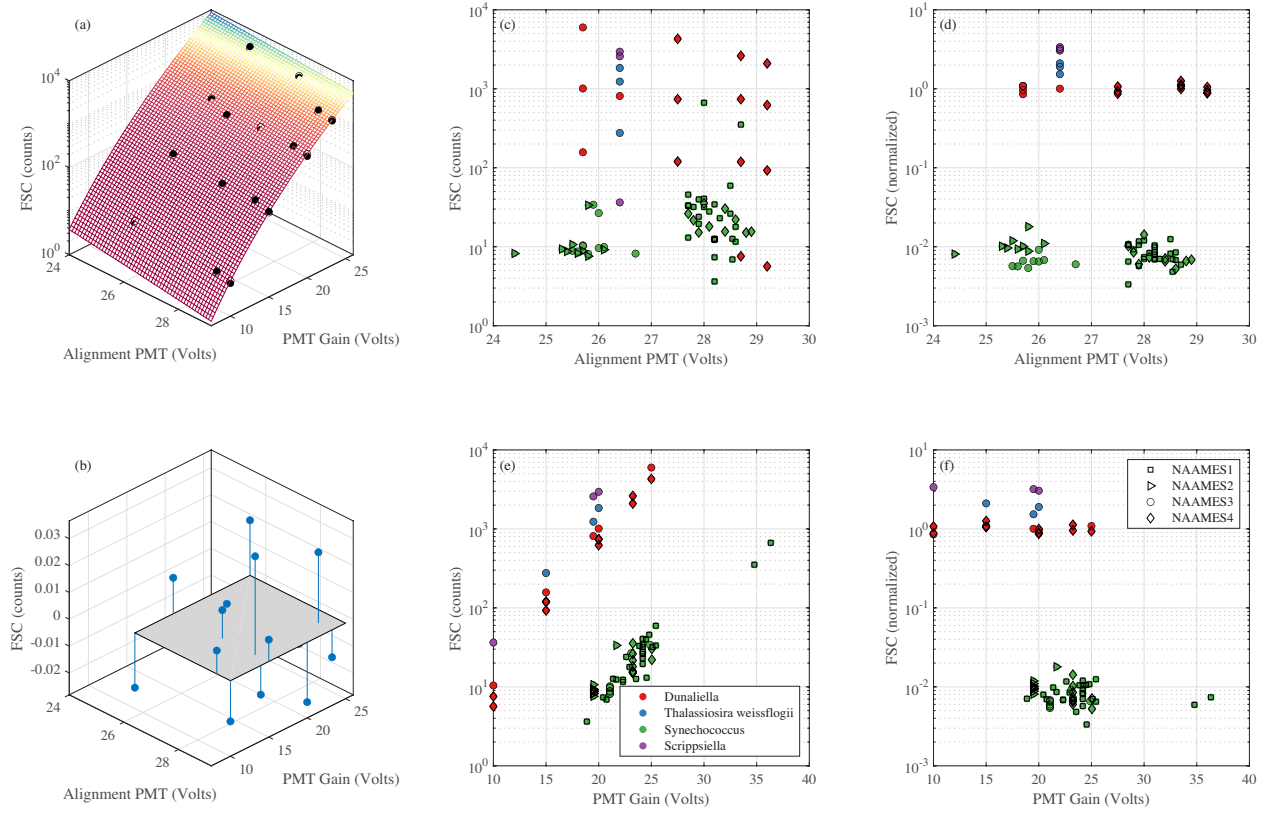 (a)
FSC (counts)
10^4
10^2
10^0
24
26
28
Alignment PMT (Volts)
10
15
20
25
PMT Gain (Volts)
(c)
FSC (counts)
10^4
10^3
10^2
10^1
10^0
24 25 26 27 28 29 30
Alignment PMT (Volts)
(d)
FSC (normalized)
10^1
10^0
10^-1
10^-2
10^-3
24 25 26 27 28 29 30
Alignment PMT (Volts)
(b)
FSC (counts)
0.03
0.02
0.01
0
-0.01
-0.02
24
26
28
Alignment PMT (Volts)
10
15
20
25
PMT Gain (Volts)
(e)
FSC (counts)
10^4
10^3
10^2
10^1
10^0
Dunaliella
Thalassiosira weissflogii
Synechococcus
Scrippsiella
10 15 20 25 30 35 40
PMT Gain (Volts)
(f)
FSC (normalized)
10^1
10^0
10^-1
10^-2
10^-3
NAAMES1
NAAMES2
NAAMES3
NAAMES4
10 15 20 25 30 35 40
PMT Gain (Volts)